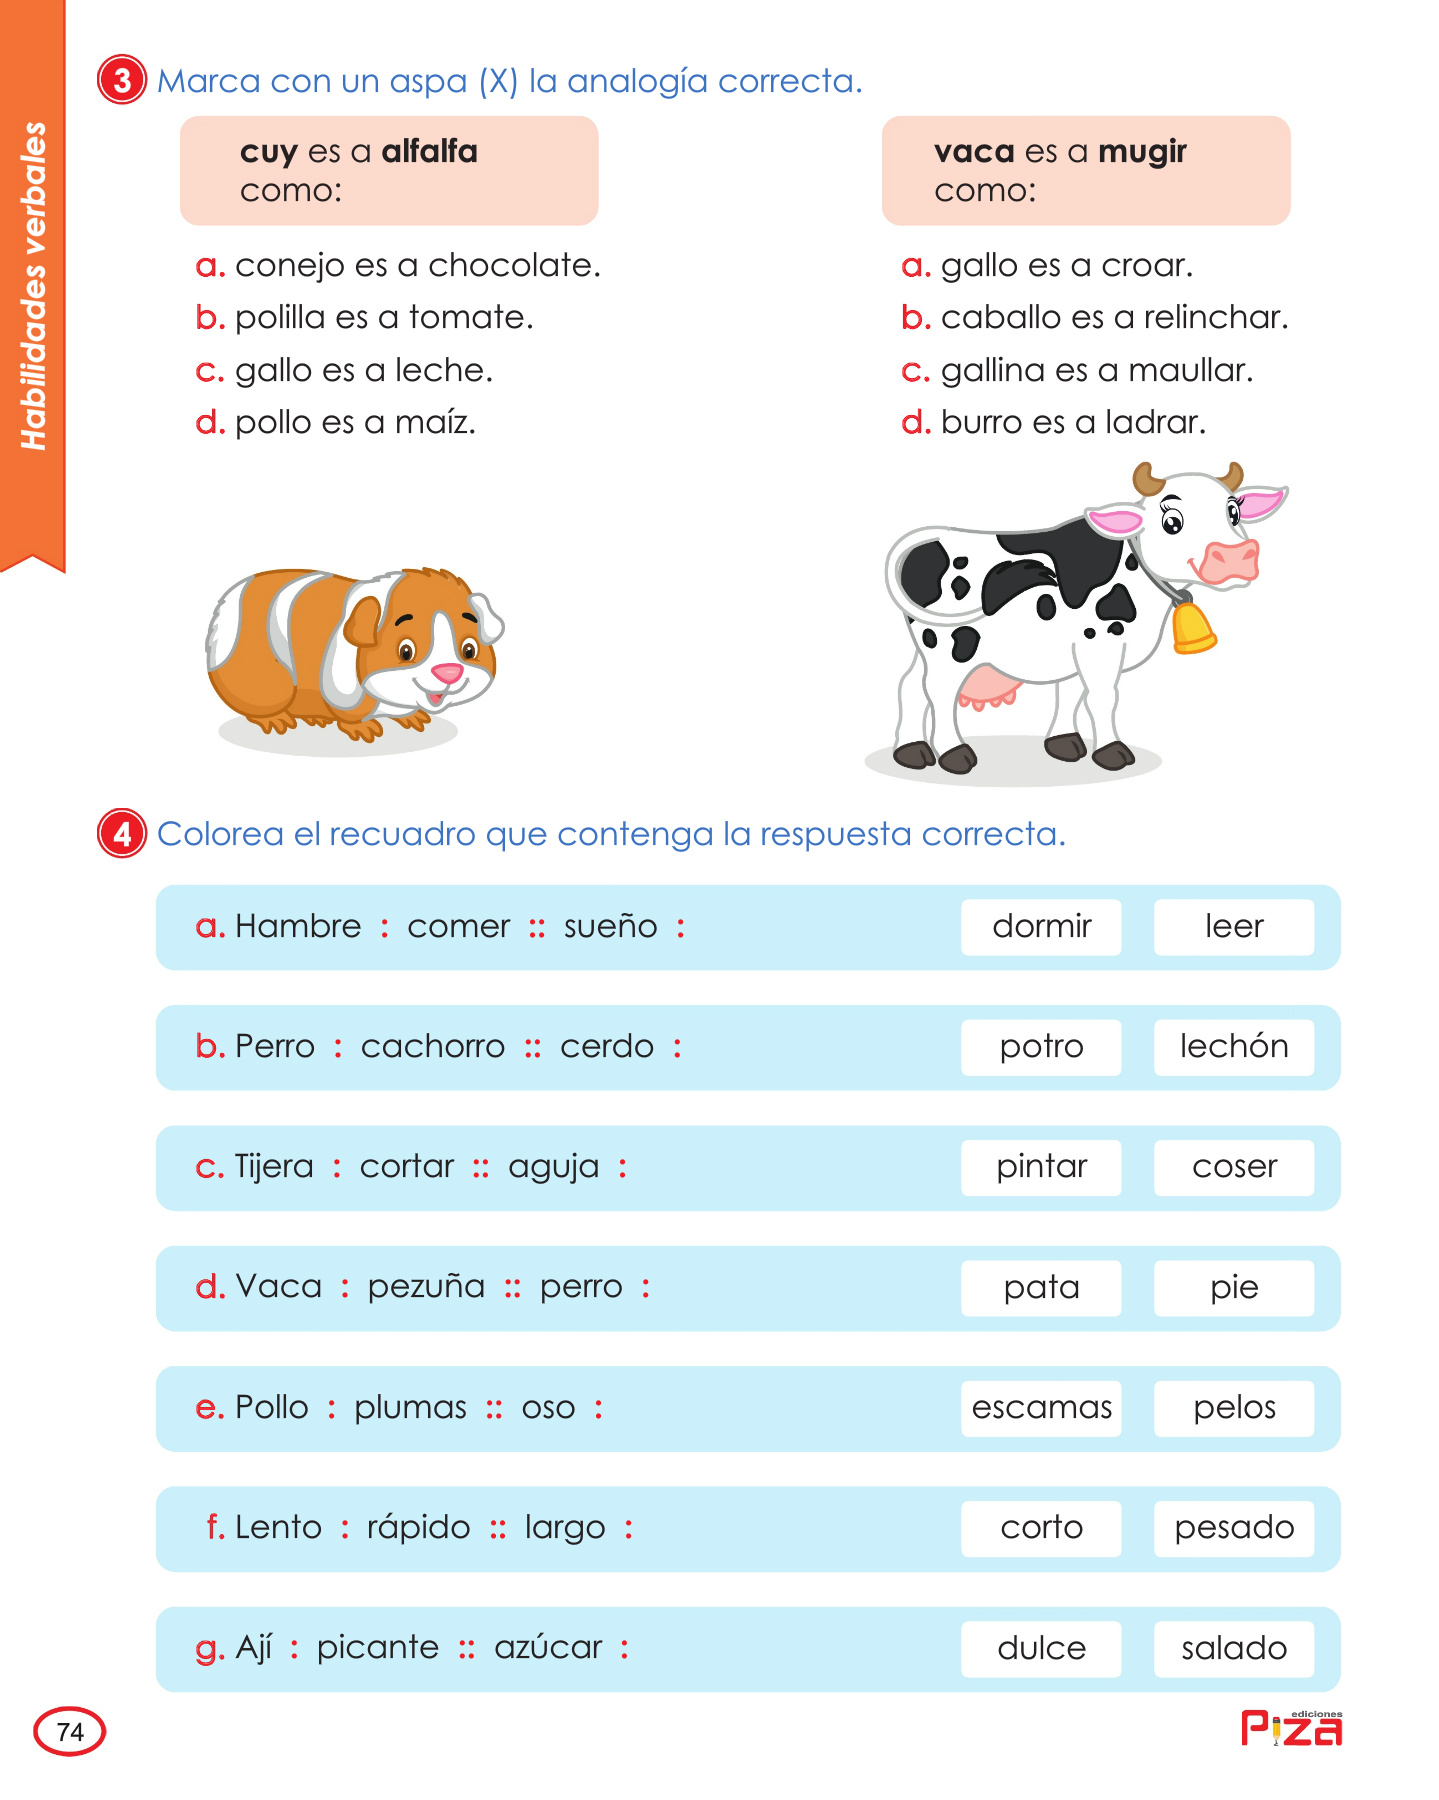 Habilidades verbales
3 Marca con un aspa (X) la analogía correcta.
cuy es a alfalfa
como:
a. conejo es a chocolate.
b. polilla es a tomate.
c. gallo es a leche.
d. pollo es a maíz.
vaca es a mugir
como:
a. gallo es a croar.
b. caballo es a relinchar.
c. gallina es a maullar.
d. burro es a ladrar.
4 Colorea el recuadro que contenga la respuesta correcta.
a. Hambre : comer :: sueño : dormir leer
b. Perro : cachorro :: cerdo : potro lechón
c. Tijera : cortar :: aguja : pintar coser
d. Vaca : pezuña :: perro : pata pie
e. Pollo : plumas :: oso : escamas pelos
f. Lento : rápido :: largo : corto pesado
g. Ají : picante :: azúcar : dulce salado
74
ediciones
Piza